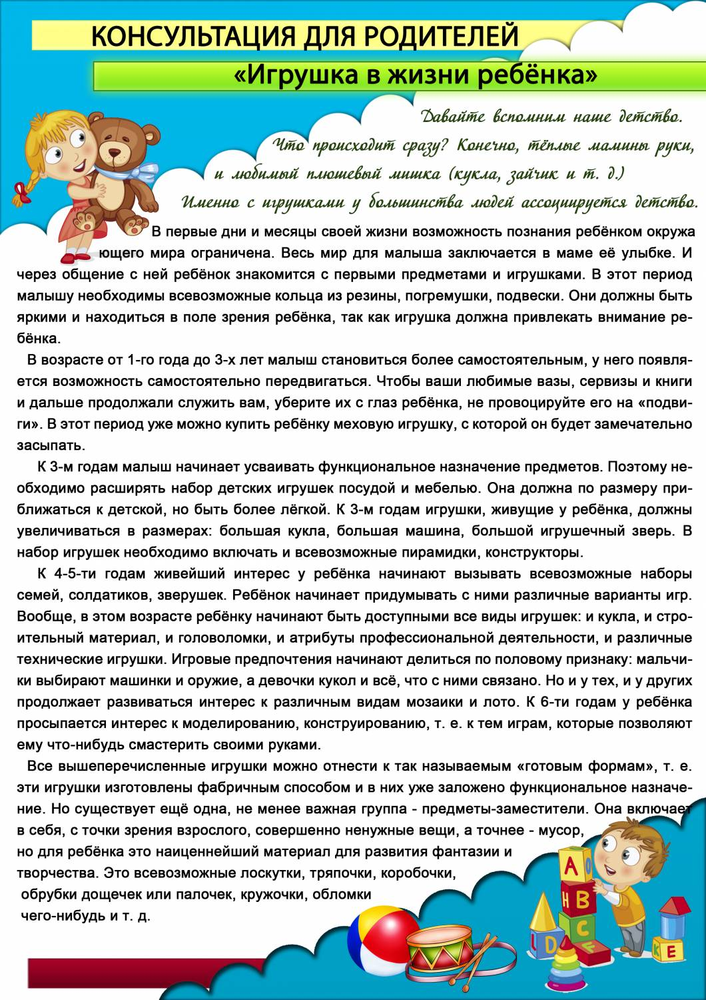 КОНСУЛЬТАЦИЯ ДЛЯ РОДИТЕЛЕЙ
«Игрушка в жизни ребёнка»
Давайте вспомним наше детство.
Что происходит сразу? Конечно, тёплые мамины руки,
и любимый плюшевый мишка (кукла, зайчик и т. д.)
Именно с игрушками у большинства людей ассоциируется детство.
В первые дни и месяцы своей жизни возможность познания ребёнком окружа
ющего мира ограничена. Весь мир для малыша заключается в маме её улыбке. И
через общение с ней ребёнок знакомится с первыми предметами и игрушками. В этот период
малышу необходимы всевозможные кольца из резины, погремушки, подвески. Они должны быть
яркими и находиться в поле зрения ребёнка, так как игрушка должна привлекать внимание ре-
бёнка.
В возрасте от 1-го года до 3-х лет малыш становиться более самостоятельным, у него появля-
ется возможность самостоятельно передвигаться. Чтобы ваши любимые вазы, сервизы и книги
и дальше продолжали служить вам, уберите их с глаз ребёнка, не провоцируйте его на «подви-
ги». В этот период уже можно купить ребёнку меховую игрушку, с которой он будет замечательно
засыпать.
К 3-м годам малыш начинает усваивать функциональное назначение предметов. Поэтому не-
обходимо расширять набор детских игрушек посудой и мебелью. Она должна по размеру при-
ближаться к детской, но быть более лёгкой. К 3-м годам игрушки, живущие у ребёнка, должны
увеличиваться в размерах: большая кукла, большая машина, большой игрушечный зверь. В
набор игрушек необходимо включать и всевозможные пирамидки, конструкторы.
К 4-5-ти годам живейший интерес у ребёнка начинают вызывать всевозможные наборы
семей, солдатиков, зверушек. Ребёнок начинает придумывать с ними различные варианты игр.
Вообще, в этом возрасте ребёнку начинают быть доступными все виды игрушек: и кукла, и стро-
ительный материал, и головоломки, и атрибуты профессиональной деятельности, и различные
технические игрушки. Игровые предпочтения начинают делиться по половому признаку: мальчи-
ки выбирают машинки и оружие, а девочки кукол и всё, что с ними связано. Но и у тех, и у других
продолжает развиваться интерес к различным видам мозаики и лото. К 6-ти годам у ребёнка
просыпается интерес к моделированию, конструированию, т. е. к тем играм, которые позволяют
ему что-нибудь смастерить своими руками.
Все вышеперечисленные игрушки можно отнести к так называемым «готовым формам», т. е.
эти игрушки изготовлены фабричным способом и в них уже заложено функциональное назначе-
ние. Но существует ещё одна, не менее важная группа - предметы-заместители. Она включает
в себя, с точки зрения взрослого, совершенно ненужные вещи, а точнее - мусор,
но для ребёнка это наиценнейший материал для развития фантазии и
творчества. Это всевозможные лоскутки, тряпочки, коробочки,
обрубки дощечек или палочек, кружочки, обломки
чего-нибудь и т. д.
A O
H B
C
L D F
K E